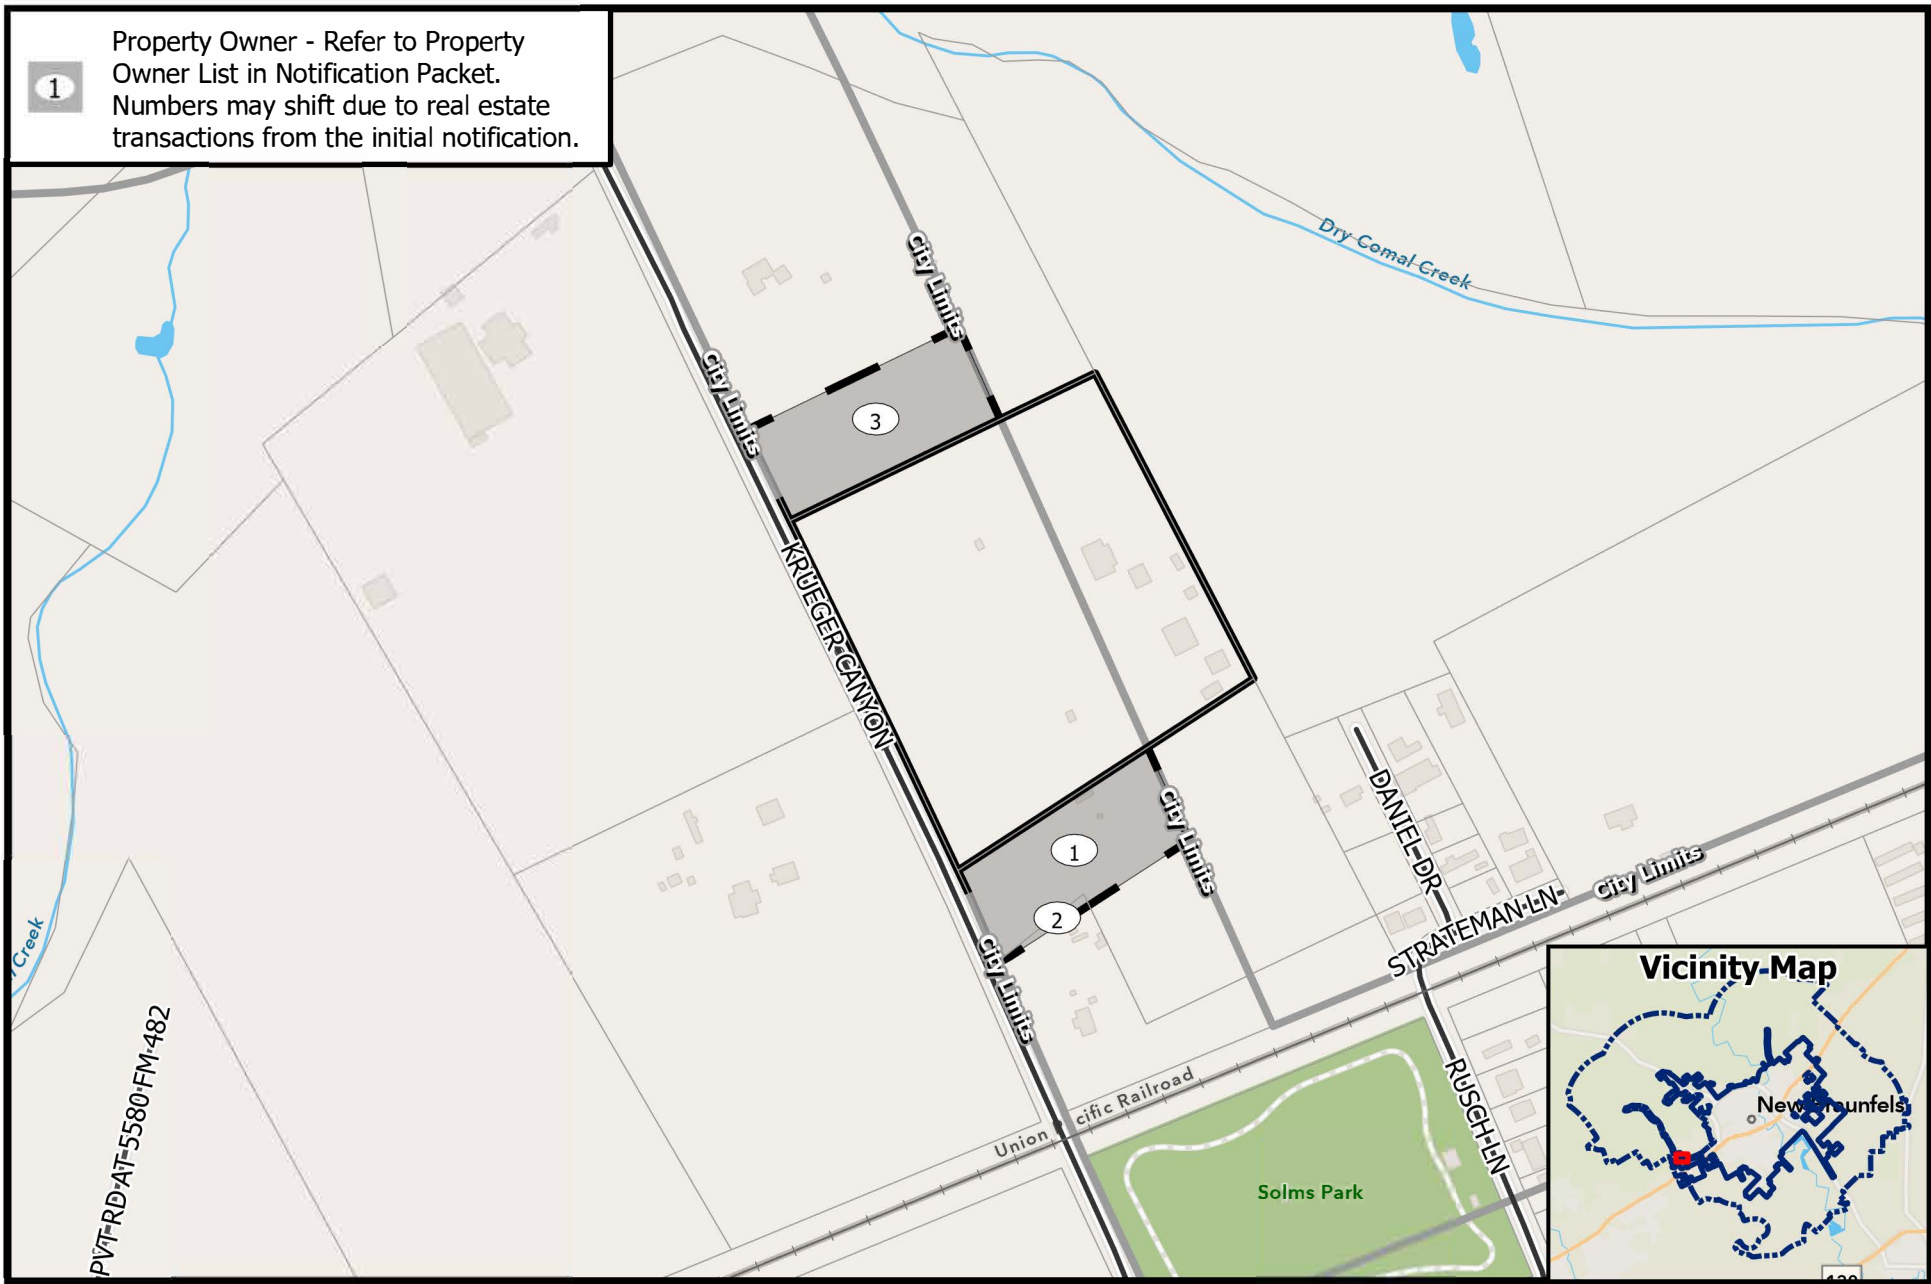 1
Property Owner - Refer to Property
Owner List in Notification Packet.
Numbers may shift due to real estate
transactions from the initial notification.
City Limits
Dry Comal Creek
City Limits
3
KRUEGER CANYON
1
2
City Limits
City Limits
DANIEL DR
STRATEMAN LN
City Limits
Creek
PVT RD AT 5580 FM 482
Union
cific Railroad
RUSCH LN
Solms Park
Vicinity Map
New Braunfels